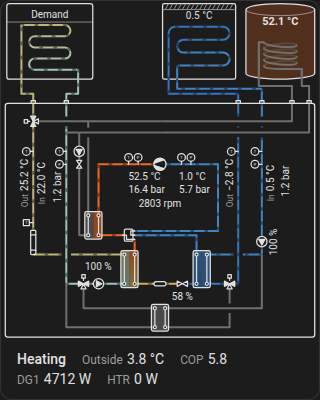 Demand
0.5 °C
52.1 °C
Out 25.2 °C
In 22.0 °C
1.2 bar
52.5 °C
16.4 bar
1.0 °C
5.7 bar
2803 rpm
Out −2.8 °C
In 0.5 °C
1.2 bar
100 %
100 %
58 %
Heating Outside 3.8 °C COP 5.8
DG1 4712 W HTR 0 W